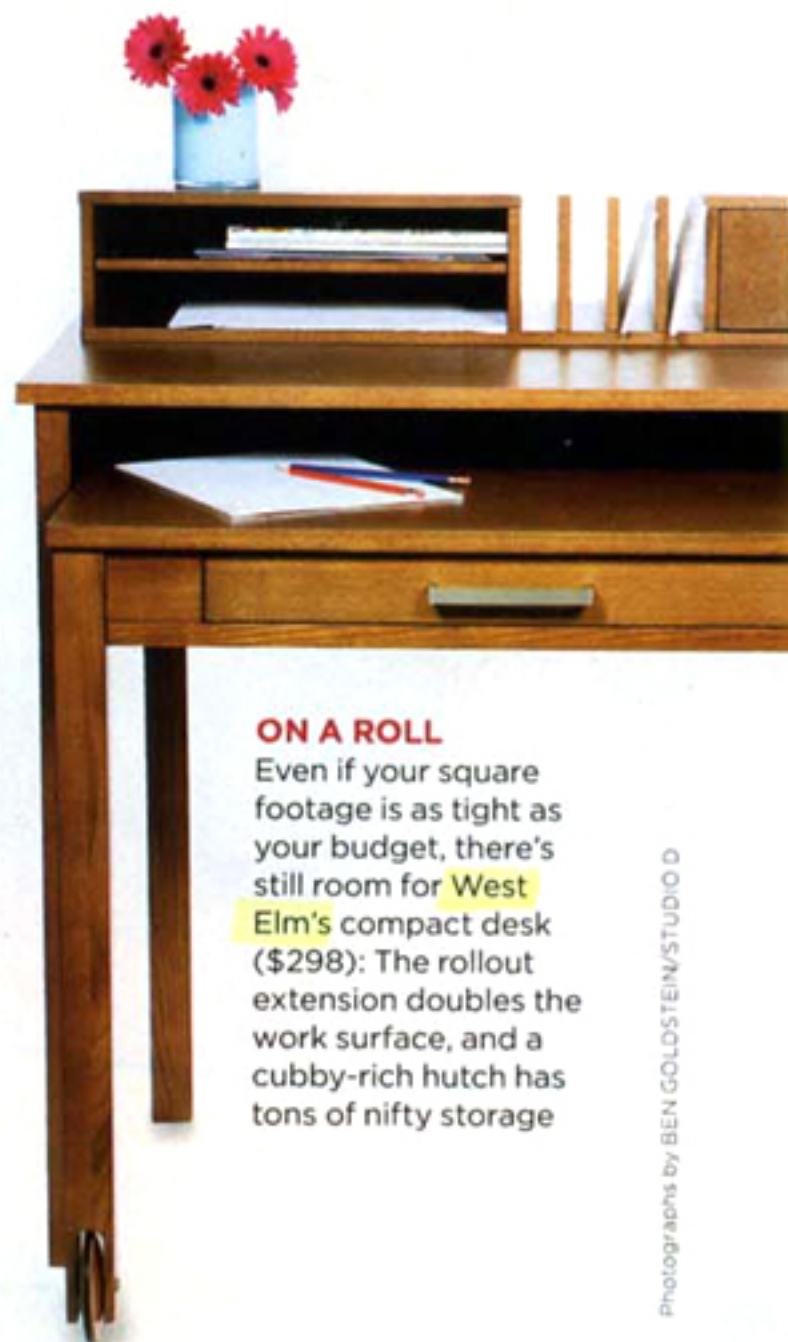 ON A ROLL
Even if your square
footage is as tight as
your budget, there's
still room for West
Elm's compact desk
($298): The rollout
extension doubles the
work surface, and a
cubby-rich hutch has
tons of nifty storage
Photographs by BEN GOLDSTEIN/STUDIO D